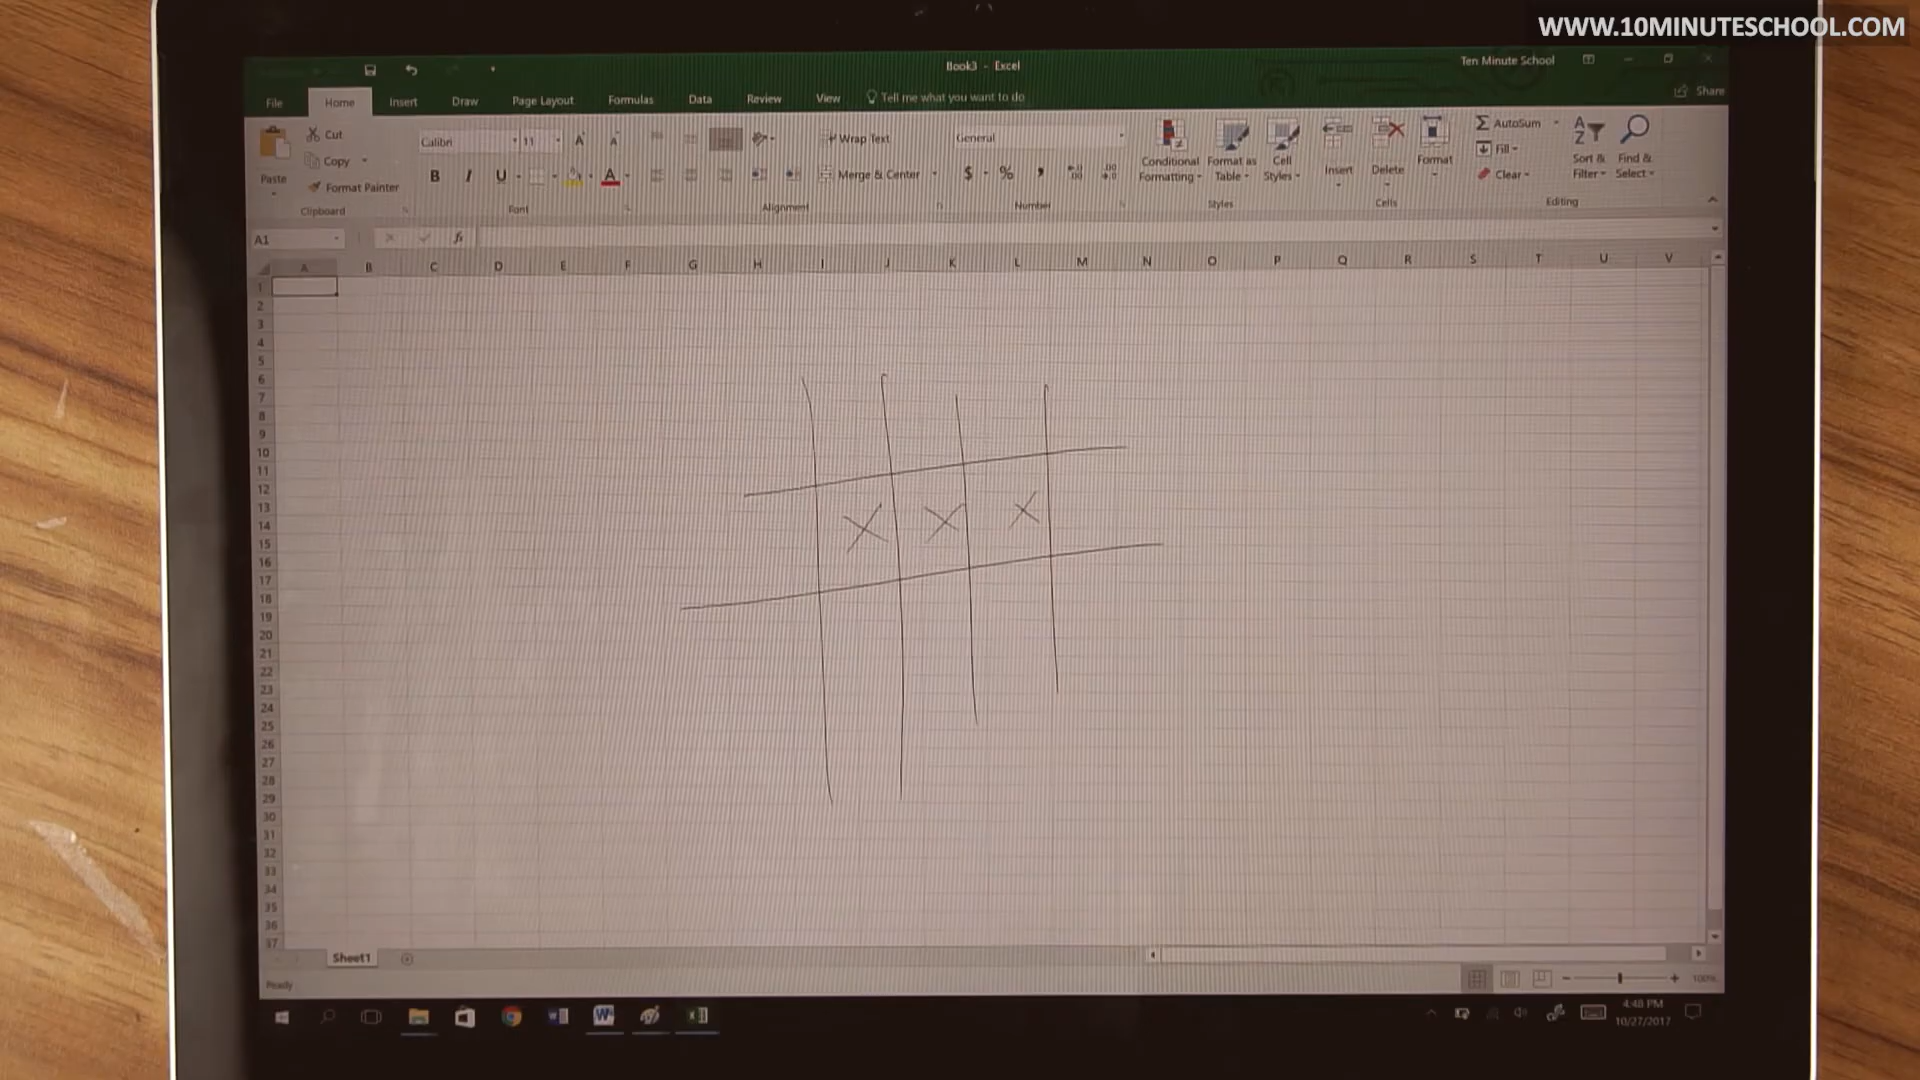 WWW.10MINUTESCHOOL.COM
Book3 - Excel
Ten Minute School
File Home Insert Draw Page Layout Formulas Data Review View Tell me what you want to do Share
Paste
Cut
Copy
Format Painter
Clipboard
Calibri 11 A A
B I U A
Font
Wrap Text
Merge & Center
Alignment
General
$ % ,
Number
Conditional Formatting
Format as Table
Cell Styles
Styles
Insert
Delete
Format
Cells
AutoSum
Fill
Clear
Sort & Filter
Find & Select
Editing
A1 fx
A B C D E F G H I J K L M N O P Q R S T U V
1
2
3
4
5
6
7
8
9
10
11
12
13
14
15
16
17
18
19
20
21
22
23
24
25
26
27
28
29
30
31
32
33
34
35
36
37
X X X
Sheet1
Ready
100%
4:48 PM
10/27/2017